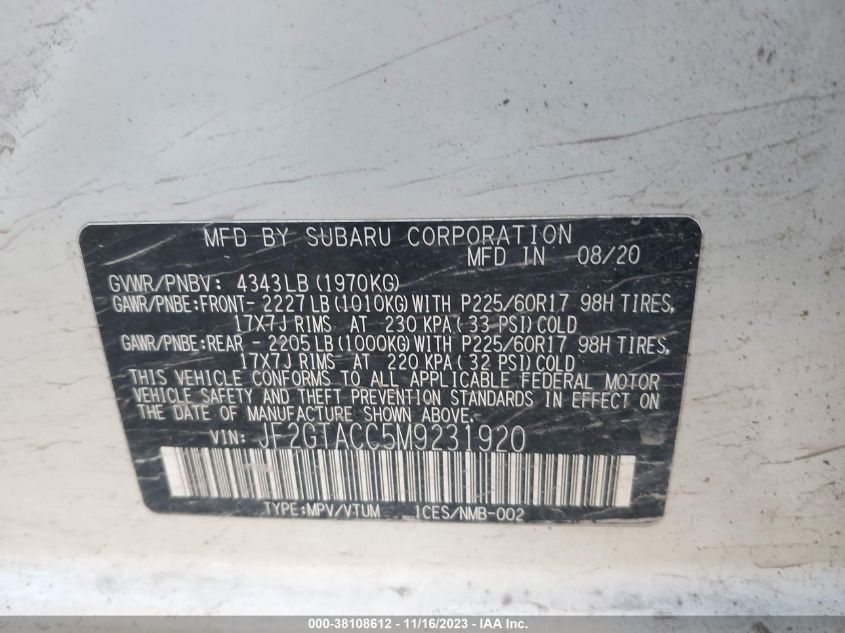 MFD BY SUBARU CORPORATION
MFD IN 08/20
GVWR/PNBV: 4343LB(1970KG)
GAWR/PNBE:FRONT- 2227LB(1010KG)WITH P225/60R17 98H TIRES,
17X7J RIMS AT 230 KPA(33 PSI)COLD
GAWR/PNBE:REAR - 2205LB(1000KG)WITH P225/60R17 98H TIRES,
17X7J RIMS AT 220 KPA(32 PSI)COLD
THIS VEHICLE CONFORMS TO ALL APPLICABLE FEDERAL MOTOR
VEHICLE SAFETY AND THEFT PREVENTION STANDARDS IN EFFECT ON
THE DATE OF MANUFACTURE SHOWN ABOVE.
VIN: JF2GTACC5M9231920
TYPE:MPV/VTUM ICES/NMB-002
000-38108612 - 11/16/2023 - IAA Inc.